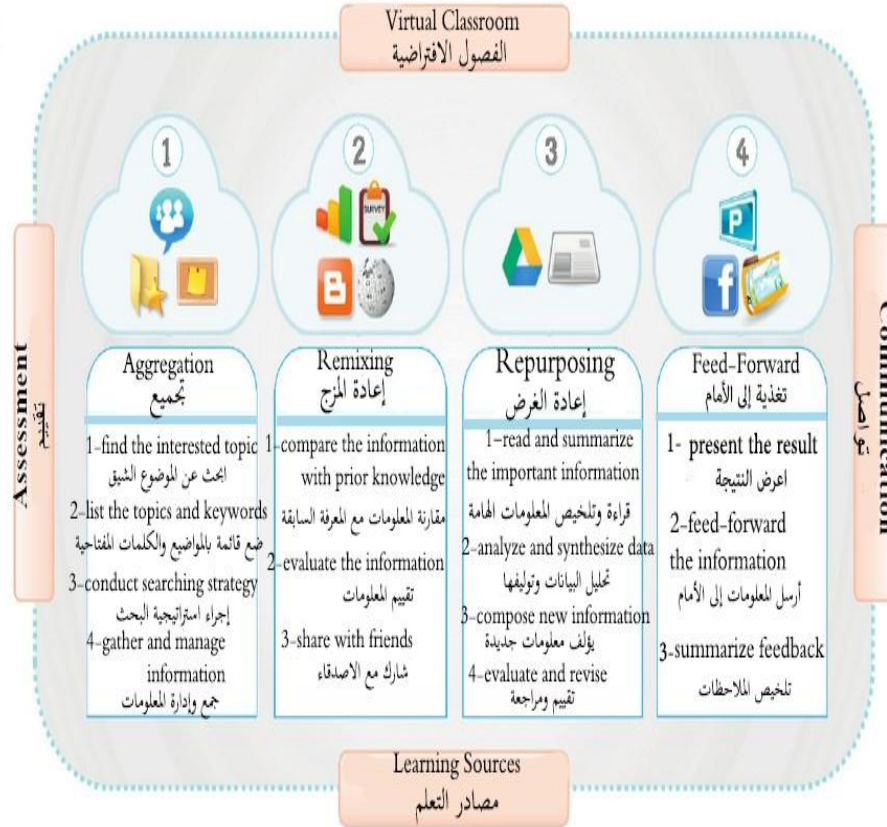 Virtual Classroom
الفصول الافتراضية
Assessment
تقييم
1
SURVEY
2
3
P
4
Aggregation
تجميع
1-find the interested topic
ابحث عن الموضوع الشيق
2-list the topics and keywords
ضع قائمة بالمواضيع والكلمات المفتاحية
3-conduct searching strategy
إجراء استراتيجية البحث
4-gather and manage
information
جمع وإدارة المعلومات
Remixing
إعادة المزج
1-compare the information
with prior knowledge
مقارنة المعلومات مع المعرفة السابقة
2-evaluate the information
تقييم المعلومات
3-share with friends
شارك مع الاصدقاء
Repurposing
إعادة الغرض
1-read and summarize
the important information
قراءة وتلخيص المعلومات الهامة
2-analyze and synthesize data
تحليل البيانات وتوليفها
3-compose new information
يؤلف معلومات جديدة
4-evaluate and revise
تقييم ومراجعة
Feed-Forward
تغذية إلى الأمام
1- present the result
اعرض النتيجة
2-feed-forward
the information
أرسل المعلومات إلى الأمام
3-summarize feedback
تلخيص الملاحظات
Communication
تواصل
Learning Sources
مصادر التعلم